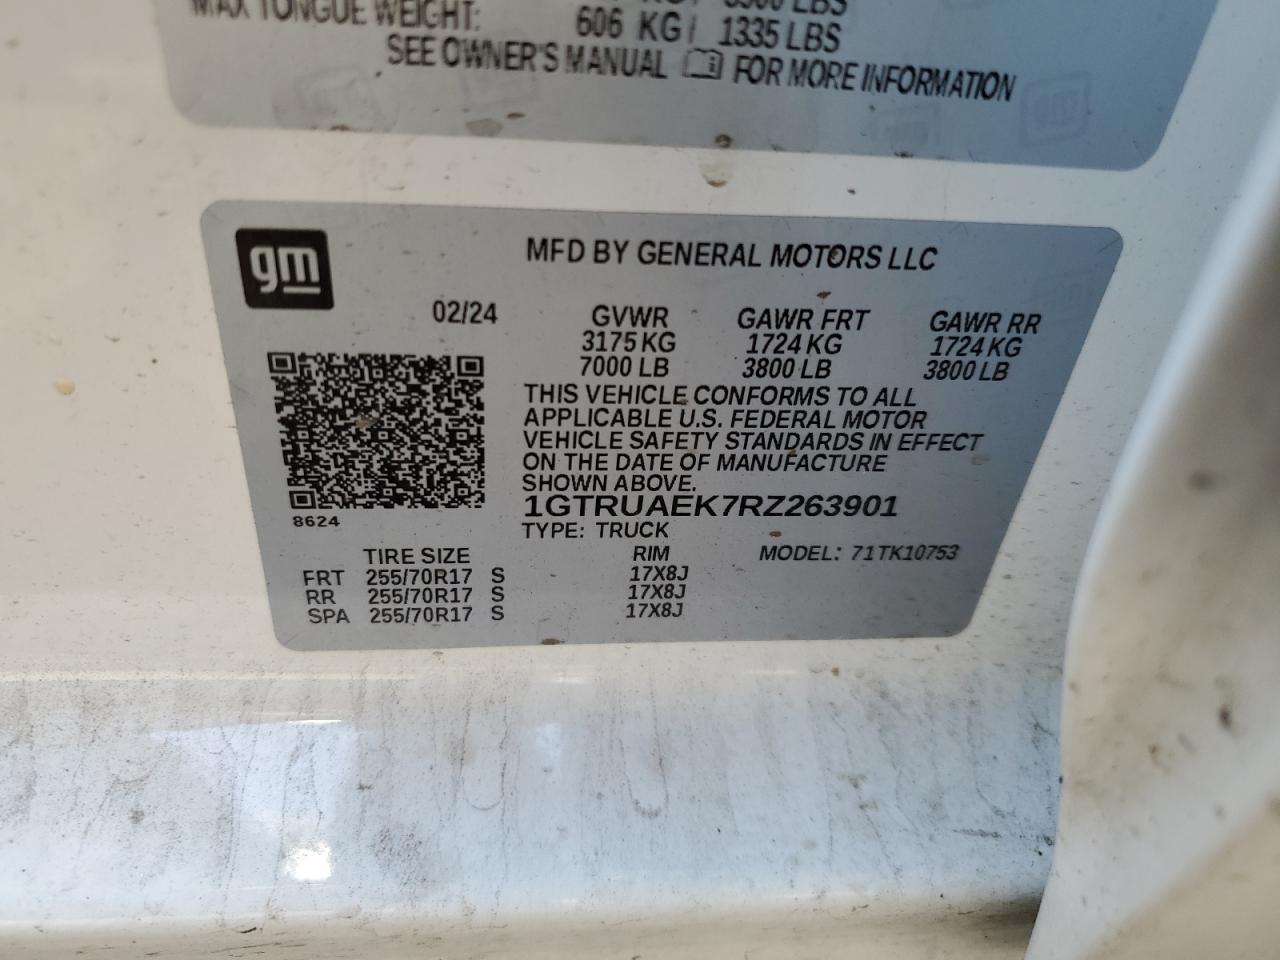 LBS
MAX TONGUE WEIGHT: 606 KG/ 1335 LBS
SEE OWNER'S MANUAL FOR MORE INFORMATION
gm
MFD BY GENERAL MOTORS LLC
02/24 GVWR GAWR FRT GAWR RR
3175 KG 1724 KG 1724 KG
7000 LB 3800 LB 3800 LB
THIS VEHICLE CONFORMS TO ALL
APPLICABLE U.S. FEDERAL MOTOR
VEHICLE SAFETY STANDARDS IN EFFECT
ON THE DATE OF MANUFACTURE
SHOWN ABOVE.
1GTRUAEK7RZ263901
8624
TYPE: TRUCK
TIRE SIZE RIM MODEL: 71TK10753
FRT 255/70R17 S 17X8J
RR 255/70R17 S 17X8J
SPA 255/70R17 S 17X8J